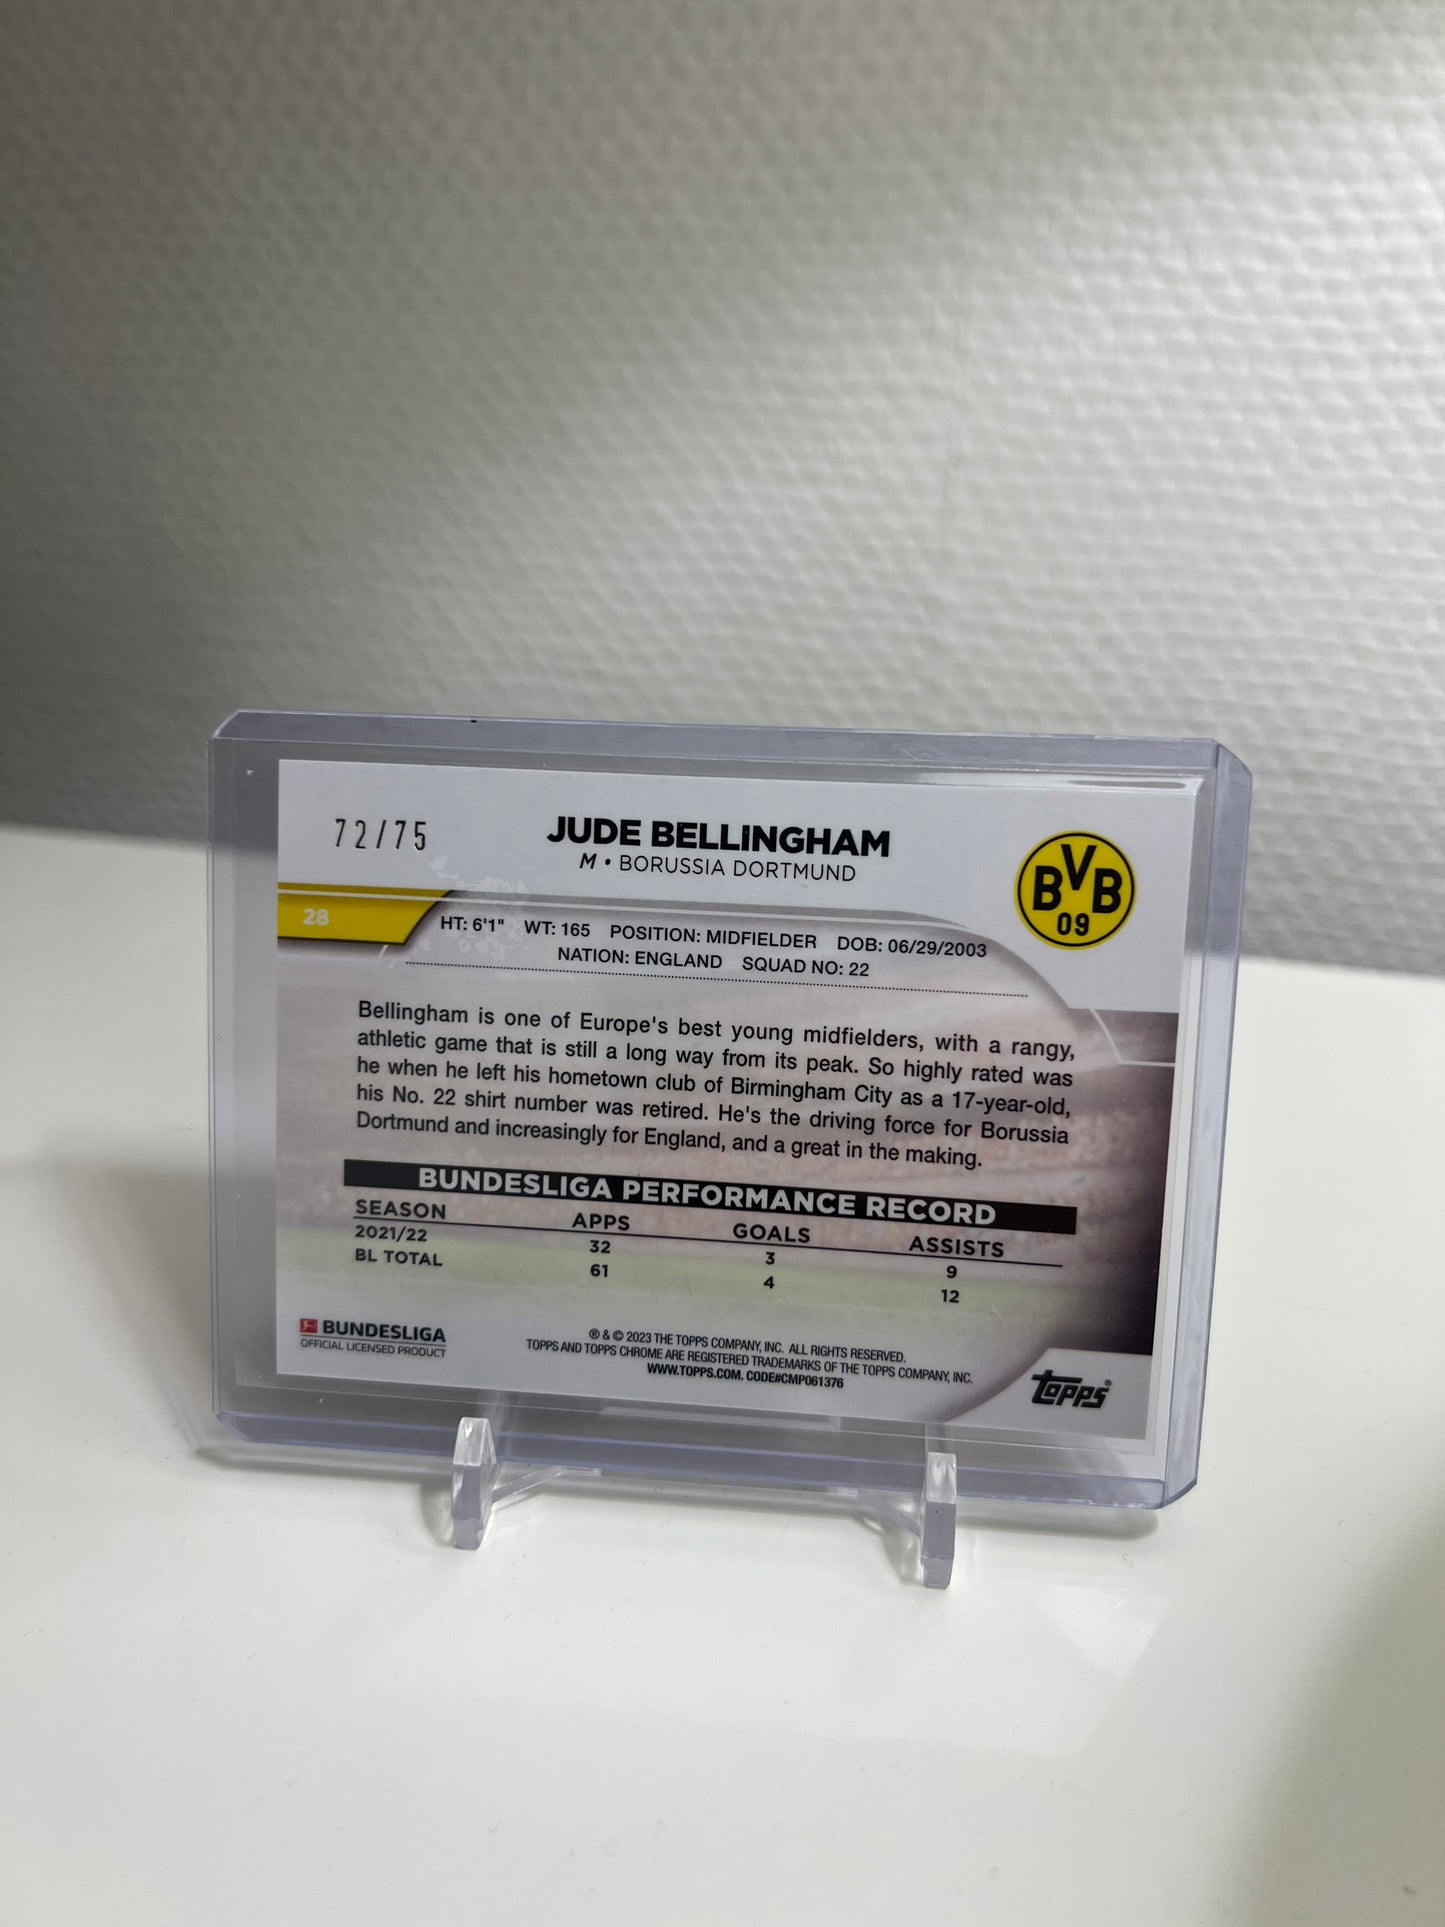 72/75
JUDE BELLINGHAM
M • BORUSSIA DORTMUND
BVB
09
28
HT: 6'1" WT: 165 POSITION: MIDFIELDER DOB: 06/29/2003
NATION: ENGLAND SQUAD NO: 22
Bellingham is one of Europe's best young midfielders, with a rangy,
athletic game that is still a long way from its peak. So highly rated was
he when he left his hometown club of Birmingham City as a 17-year-old,
his No. 22 shirt number was retired. He's the driving force for Borussia
Dortmund and increasingly for England, and a great in the making.
BUNDESLIGA PERFORMANCE RECORD
SEASON APPS GOALS ASSISTS
2021/22 32 3 9
BL TOTAL 61 4 12
BUNDESLIGA
OFFICIAL LICENSED PRODUCT
® & © 2023 THE TOPPS COMPANY, INC. ALL RIGHTS RESERVED.
TOPPS AND TOPPS CHROME ARE REGISTERED TRADEMARKS OF THE TOPPS COMPANY, INC.
WWW.TOPPS.COM. CODE#CMP061376
topps®